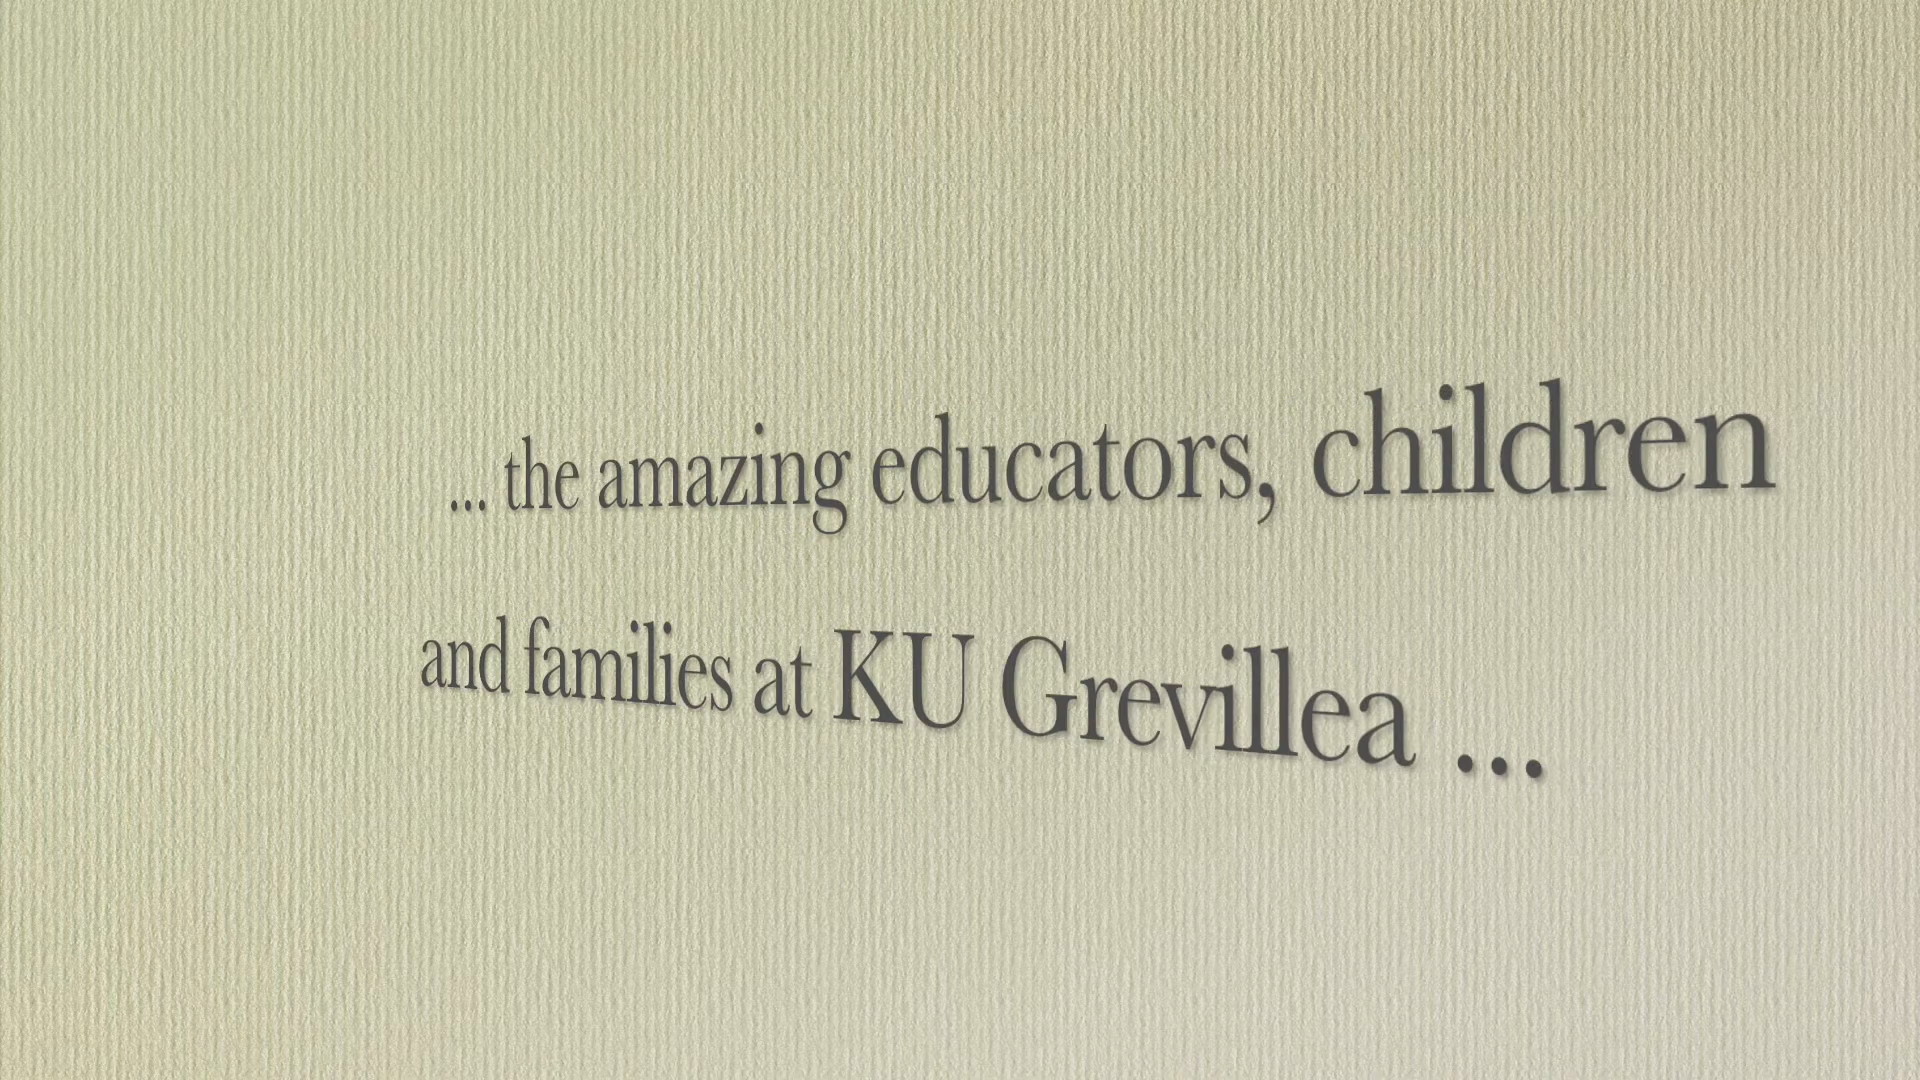 ... the amazing educators, children
and families at KU Grevillea ...